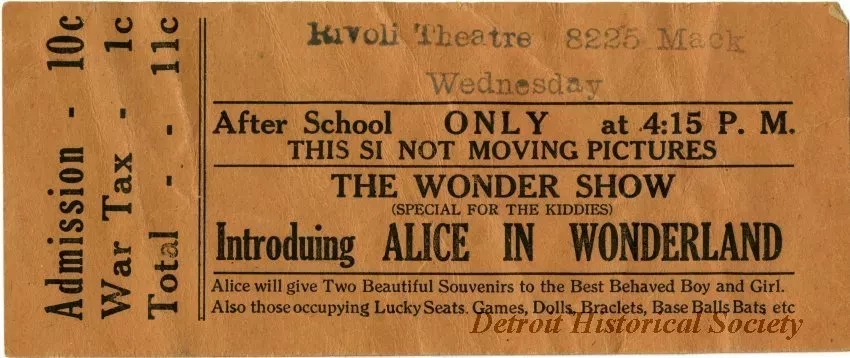 Admission - 10c
War Tax - 1c
Total - - 11c
Rivoli Theatre 8225 Mack
Wednesday
After School ONLY at 4:15 P. M.
THIS SI NOT MOVING PICTURES
THE WONDER SHOW
(SPECIAL FOR THE KIDDIES)
Introduing ALICE IN WONDERLAND
Alice will give Two Beautiful Souvenirs to the Best Behaved Boy and Girl.
Also those occupying Lucky Seats. Games, Dolls, Braclets, Base Balls Bats etc
Detroit Historical Society